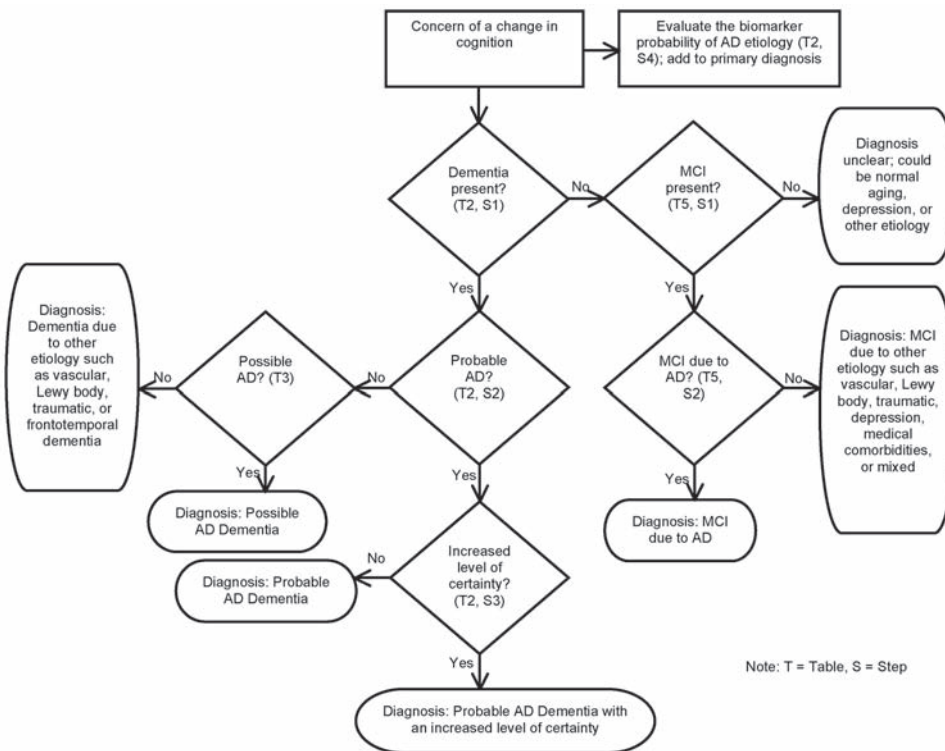 Concern of a change in
cognition
Evaluate the biomarker
probability of AD etiology (T2,
S4); add to primary diagnosis
Dementia
present?
(T2, S1)
No
MCI
present?
(T5, S1)
No
Diagnosis
unclear; could
be normal
aging,
depression, or
other etiology
Yes
Yes
Diagnosis:
Dementia due
to other
etiology such
as vascular,
Lewy body,
traumatic, or
frontotemporal
dementia
No
Possible
AD? (T3)
No
Probable
AD?
(T2, S2)
MCI due to
AD? (T5,
S2)
No
Diagnosis: MCI
due to other
etiology such as
vascular, Lewy
body, traumatic,
depression,
medical
comorbidities,
or mixed
Yes
Yes
Yes
Diagnosis: Possible
AD Dementia
Diagnosis: MCI
due to AD
Diagnosis: Probable
AD Dementia
No
Increased
level of
certainty?
(T2, S3)
Yes
Note: T = Table, S = Step
Diagnosis: Probable AD Dementia with
an increased level of certainty